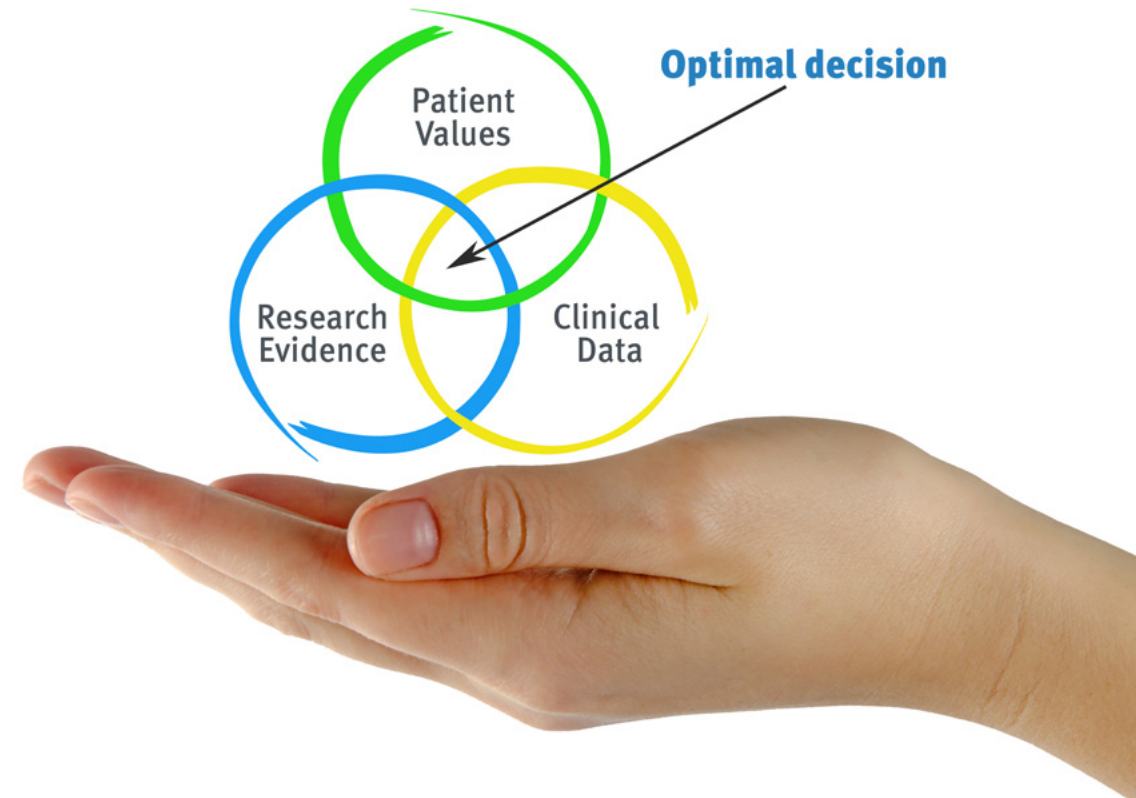 Optimal decision
Patient
Values
Research
Evidence
Clinical
Data